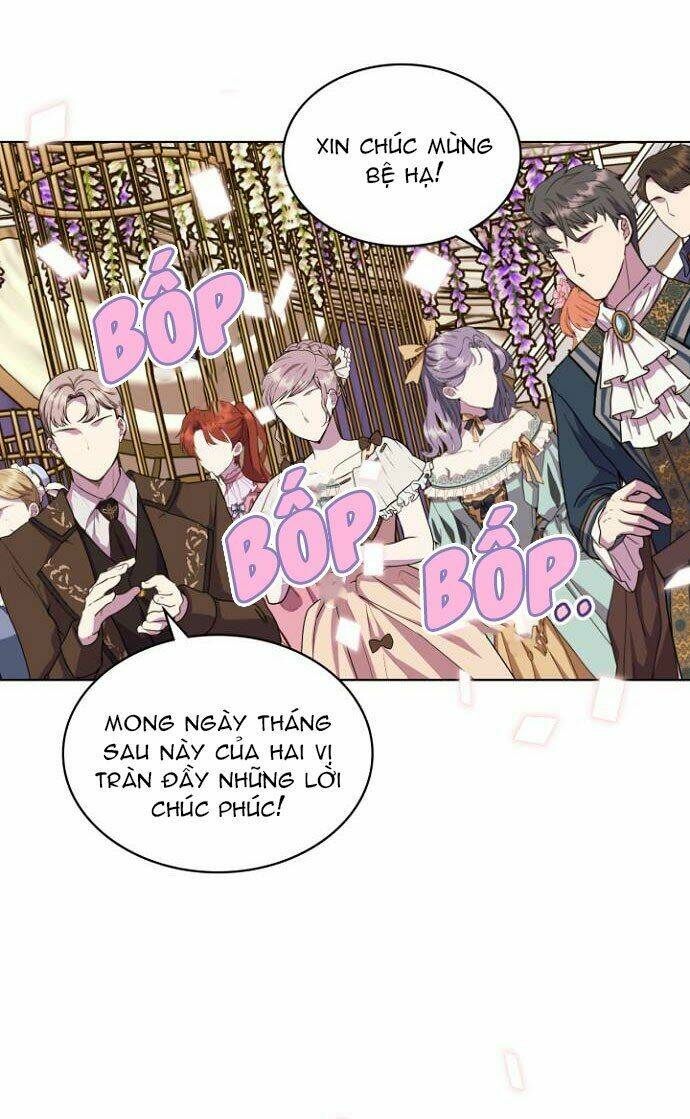 XIN CHÚC MỪNG
BỆ HẠ!
BỐP
BỐP
BỐP
BỐP..
MONG NGÀY THÁNG
SAU NÀY CỦA HAI VỊ
TRÀN ĐẦY NHỮNG LỜI
CHÚC PHÚC!